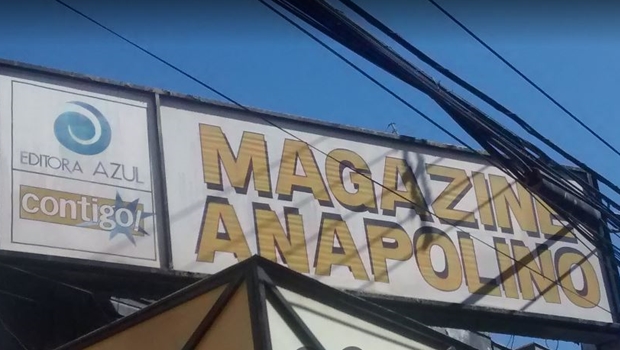 EDITORA AZUL
contigo!
MAGAZINE
ANAPOLINO